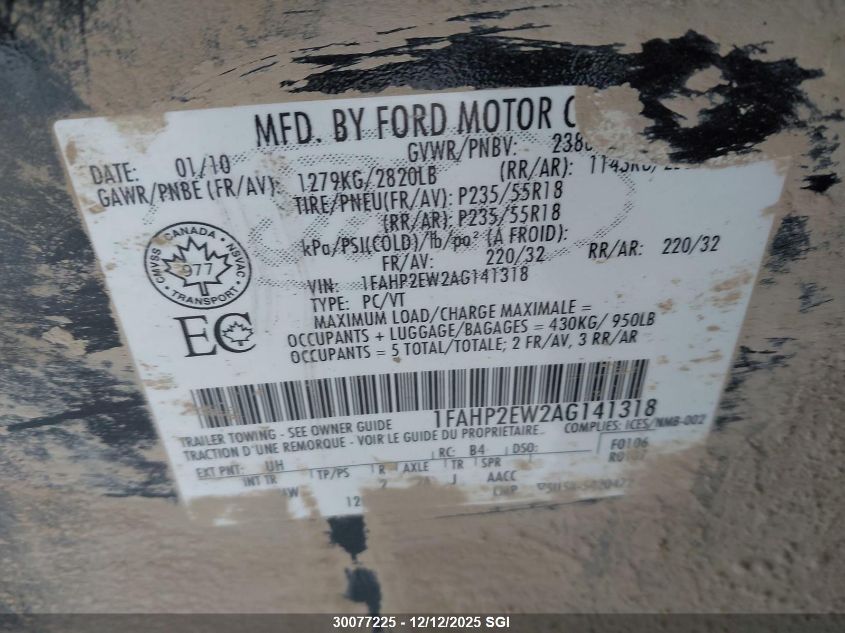 MFD. BY FORD MOTOR C
DATE: 01/10
GVWR/PNBV:
GAWR/PNBE (FR/AV): 1279KG/2820LB (RR/AR):
TIRE/PNEU(FR/AV): P235/55R18
(RR/AR): P235/55R18
kPa/PSI(COLD)/lb/po² (À FROID):
FR/AV: 220/32 RR/AR: 220/32
CANADA NSVAC TRANSPORT CMVSS
977
EC
VIN: 1FAHP2EW2AG141318
TYPE: PC/VT
MAXIMUM LOAD/CHARGE MAXIMALE =
OCCUPANTS + LUGGAGE/BAGAGES = 430KG/ 950LB
OCCUPANTS = 5 TOTAL/TOTALE; 2 FR/AV, 3 RR/AR
1FAHP2EW2AG141318
TRAILER TOWING - SEE OWNER GUIDE
COMPLIES: ICES/NMB-002
TRACTION D'UNE REMORQUE - VOIR LE GUIDE DU PROPRIETAIRE.
F0106
EXT PNT: UH RC: B4 DSO:
INT TR TP/PS R AXLE TR SPR
J AACC
30077225 - 12/12/2025 SGI